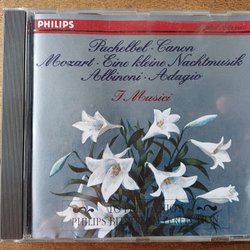 PHILIPS
Pachelbel · Canon
Mozart · Eine kleine Nachtmusik
Albinoni · Adagio
I Musici